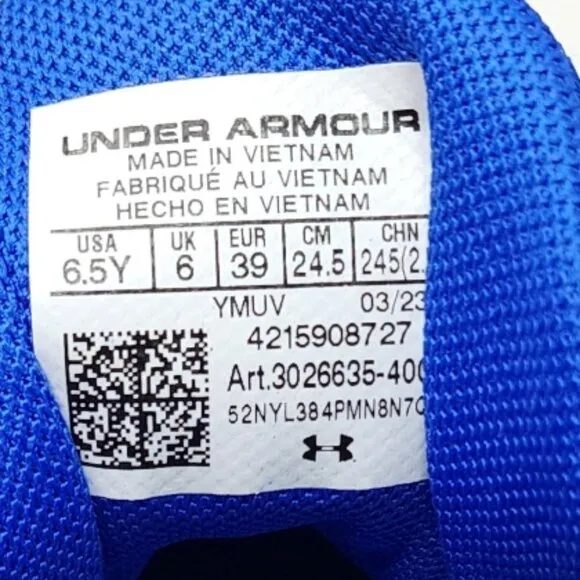 UNDER ARMOUR
MADE IN VIETNAM
FABRIQUÉ AU VIETNAM
HECHO EN VIETNAM
USA UK EUR CM CHN
6.5Y 6 39 24.5 245(2.
YMUV 03/23
4215908727
Art.3026635-400
52NYL384PMN8N7